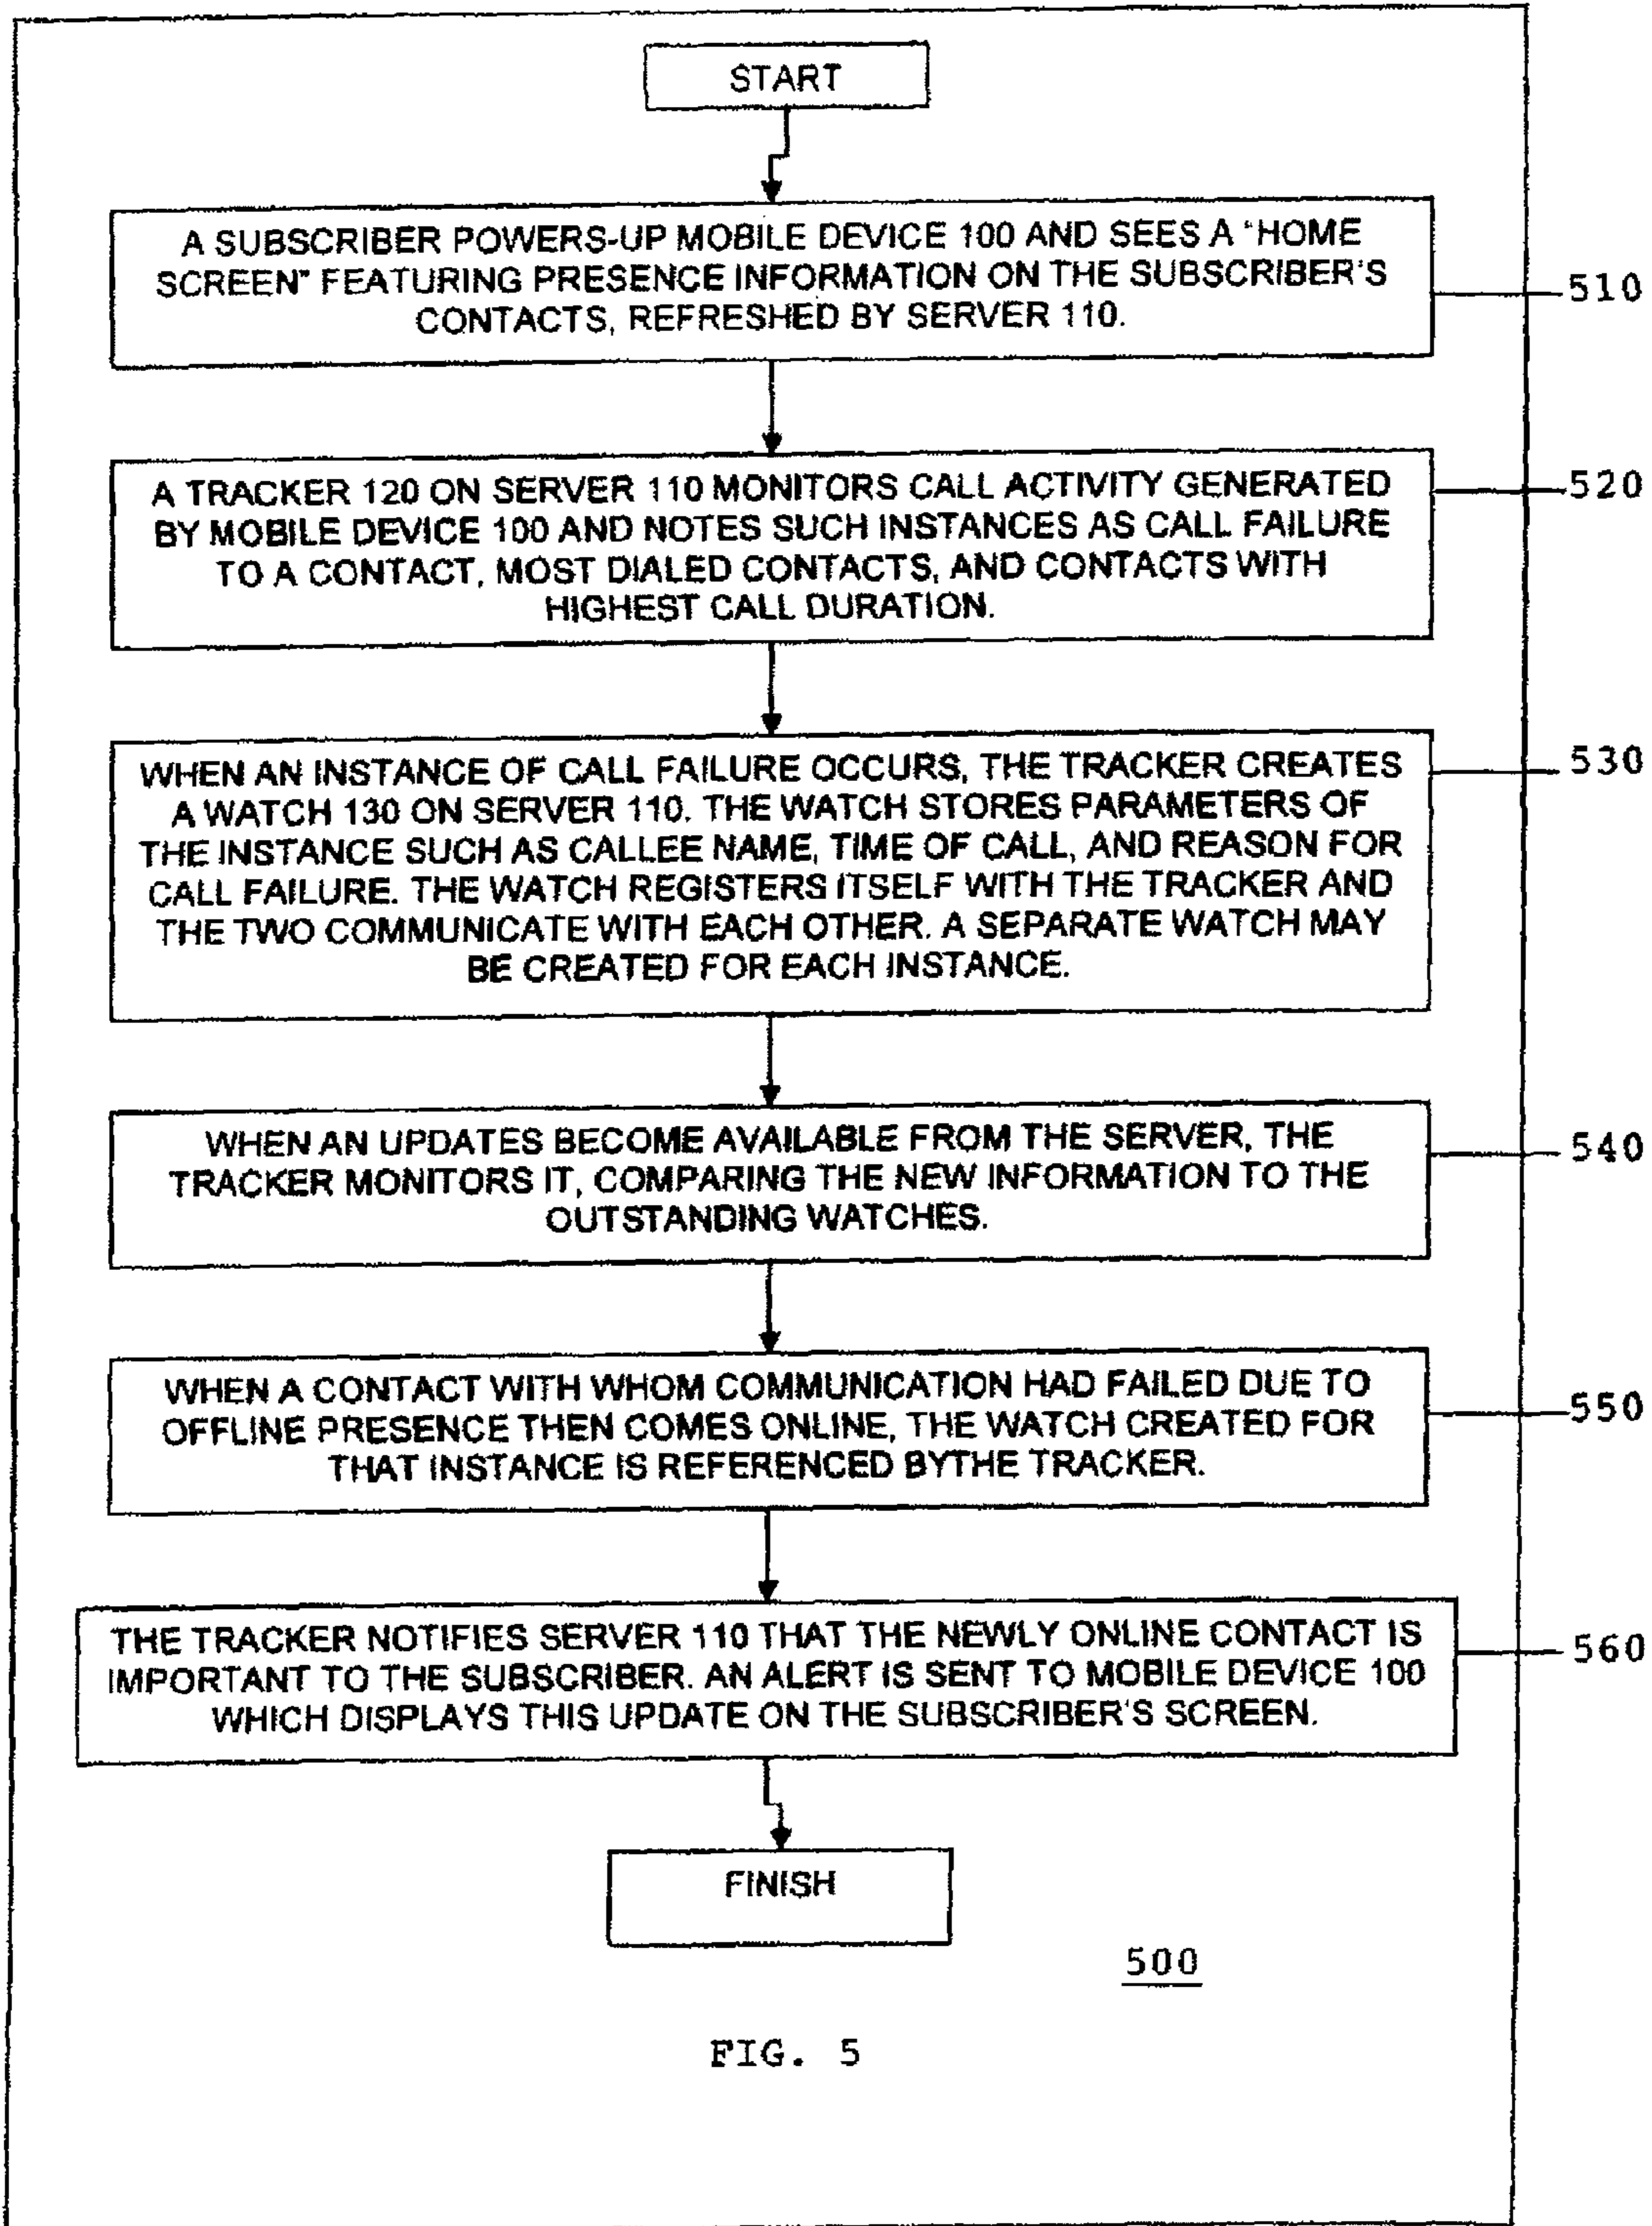 START
A SUBSCRIBER POWERS-UP MOBILE DEVICE 100 AND SEES A "HOME
SCREEN" FEATURING PRESENCE INFORMATION ON THE SUBSCRIBER'S
CONTACTS, REFRESHED BY SERVER 110.
510
A TRACKER 120 ON SERVER 110 MONITORS CALL ACTIVITY GENERATED
BY MOBILE DEVICE 100 AND NOTES SUCH INSTANCES AS CALL FAILURE
TO A CONTACT, MOST DIALED CONTACTS, AND CONTACTS WITH
HIGHEST CALL DURATION.
520
WHEN AN INSTANCE OF CALL FAILURE OCCURS, THE TRACKER CREATES
A WATCH 130 ON SERVER 110. THE WATCH STORES PARAMETERS OF
THE INSTANCE SUCH AS CALLEE NAME, TIME OF CALL, AND REASON FOR
CALL FAILURE. THE WATCH REGISTERS ITSELF WITH THE TRACKER AND
THE TWO COMMUNICATE WITH EACH OTHER. A SEPARATE WATCH MAY
BE CREATED FOR EACH INSTANCE.
530
WHEN AN UPDATES BECOME AVAILABLE FROM THE SERVER, THE
TRACKER MONITORS IT, COMPARING THE NEW INFORMATION TO THE
OUTSTANDING WATCHES.
540
WHEN A CONTACT WITH WHOM COMMUNICATION HAD FAILED DUE TO
OFFLINE PRESENCE THEN COMES ONLINE, THE WATCH CREATED FOR
THAT INSTANCE IS REFERENCED BYTHE TRACKER.
550
THE TRACKER NOTIFIES SERVER 110 THAT THE NEWLY ONLINE CONTACT IS
IMPORTANT TO THE SUBSCRIBER. AN ALERT IS SENT TO MOBILE DEVICE 100
WHICH DISPLAYS THIS UPDATE ON THE SUBSCRIBER'S SCREEN.
560
FINISH
500
FIG. 5